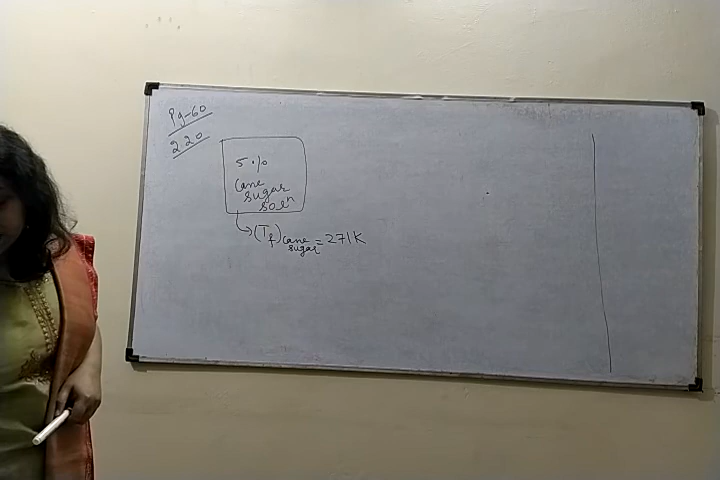 Pg-60
220
5 %
Cane
sugar
solⁿ
(Tf)cane sugar = 271K